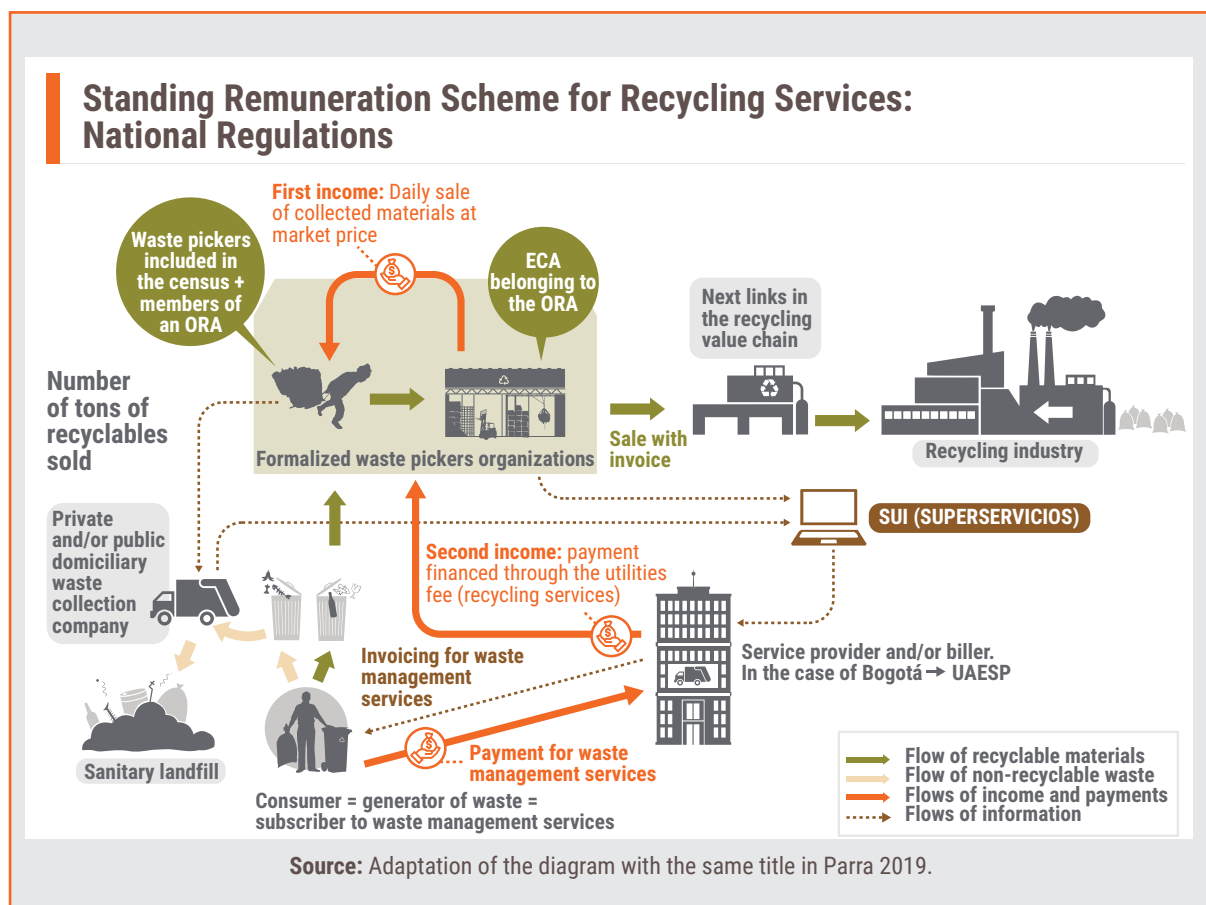 Standing Remuneration Scheme for Recycling Services:
National Regulations
First income: Daily sale
of collected materials at
market price
Waste pickers
included in
the census +
members of
an ORA
ECA
belonging to
the ORA
Next links in
the recycling
value chain
Number
of tons of
recyclables
sold
Formalized waste pickers organizations
Sale with
invoice
Recycling industry
Private
and/or public
domiciliary
waste
collection
company
SUI (SUPERSERVICIOS)
Second income: payment
financed through the utilities
fee (recycling services)
Invoicing for waste
management
services
Service provider and/or biller.
In the case of Bogotá → UAESP
Sanitary landfill
Payment for waste
management services
Consumer = generator of waste =
subscriber to waste management services
Flow of recyclable materials
Flow of non-recyclable waste
Flows of income and payments
Flows of information
Source: Adaptation of the diagram with the same title in Parra 2019.